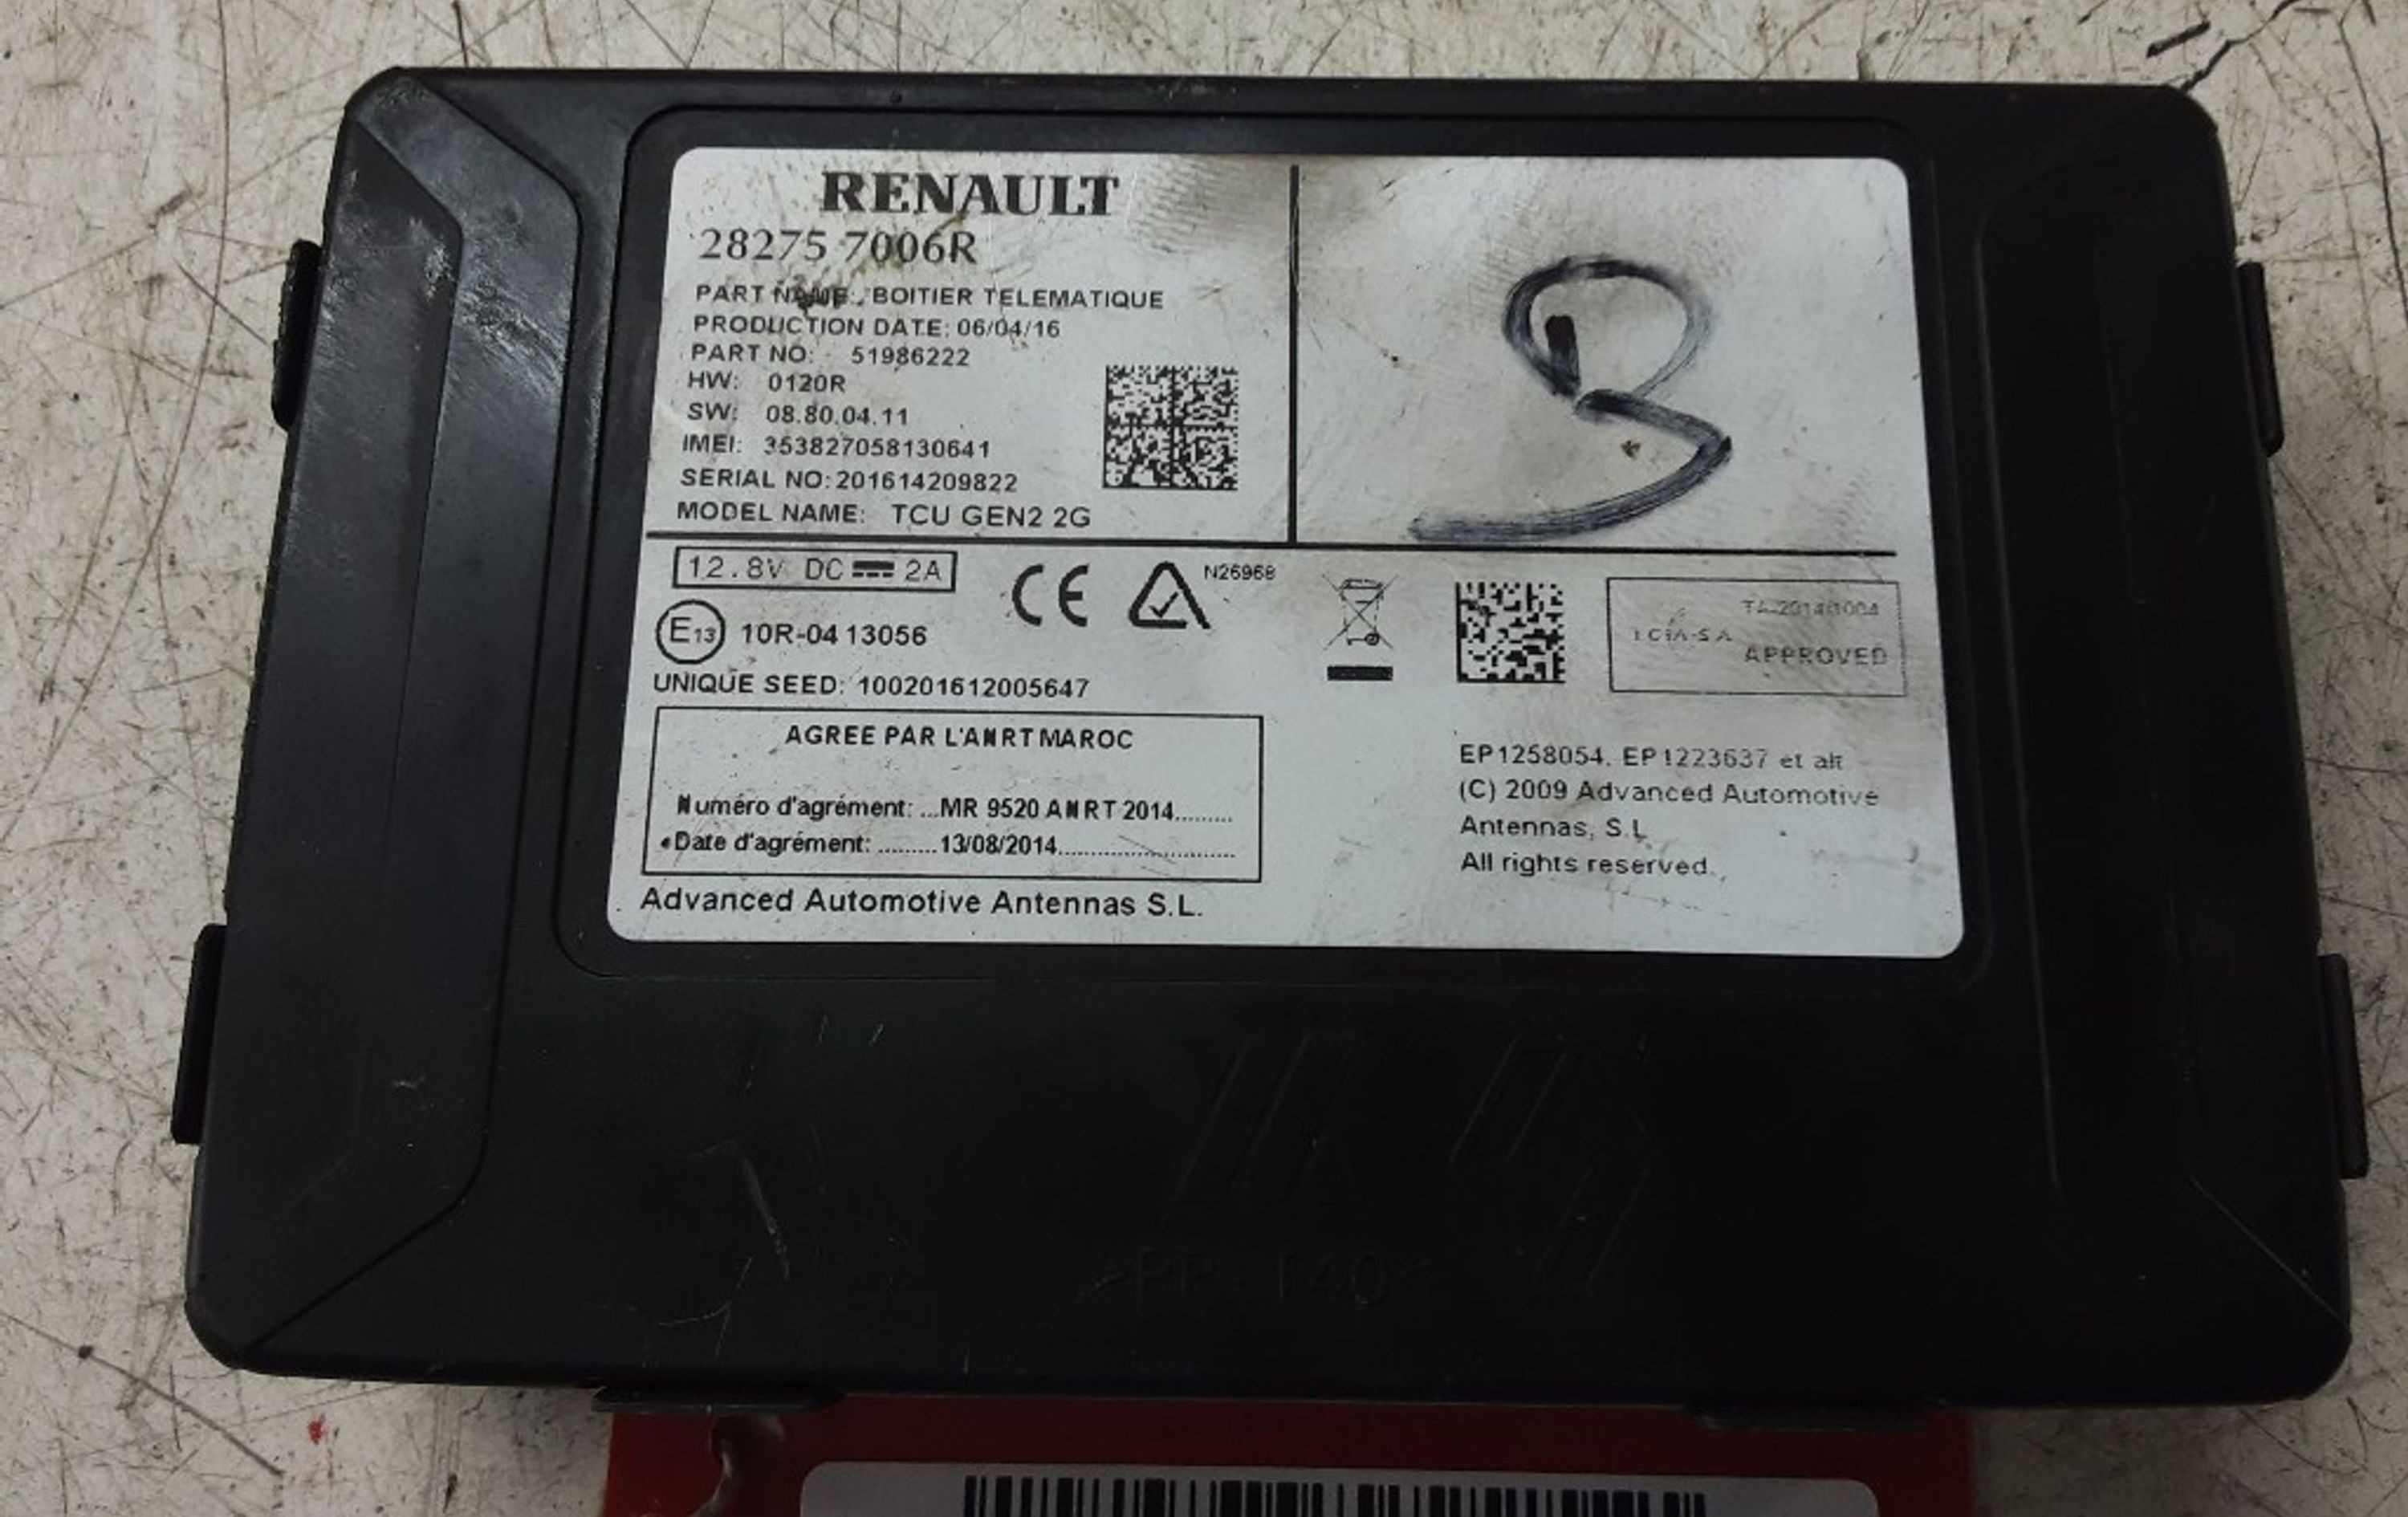 RENAULT
28275 7006R
PART NAME: BOITIER TELEMATIQUE
PRODUCTION DATE: 06/04/16
PART NO: 51986222
HW: 0120R
SW: 08.80.04.11
IMEI: 353827058130641
SERIAL NO: 201614209822
MODEL NAME: TCU GEN2 2G
12.8V DC 2A
CE
N26968
E13 10R-04 13056
UNIQUE SEED: 100201612005647
AGREE PAR L'ANRT MAROC
Numéro d'agrément: ...MR 9520 ANRT 2014.........
Date d'agrément: .........13/08/2014...........................
Advanced Automotive Antennas S.L.
APPROVED
EP1258054, EP1223637 et alt
(C) 2009 Advanced Automotive
Antennas, S.L
All rights reserved.
>PP-T40<